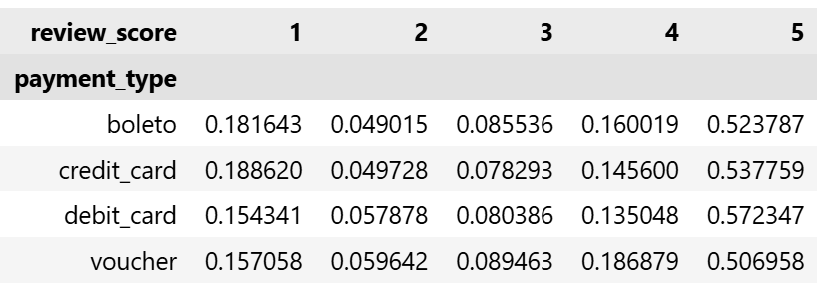 review_score 1 2 3 4 5
payment_type
boleto 0.181643 0.049015 0.085536 0.160019 0.523787
credit_card 0.188620 0.049728 0.078293 0.145600 0.537759
debit_card 0.154341 0.057878 0.080386 0.135048 0.572347
voucher 0.157058 0.059642 0.089463 0.186879 0.506958